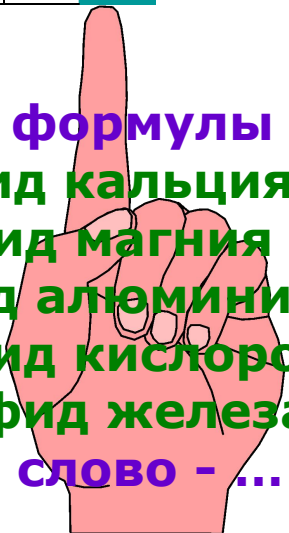 формулы
ид кальция
ид магния
д алюмини
ид кислоро
фид железа
слово - ...